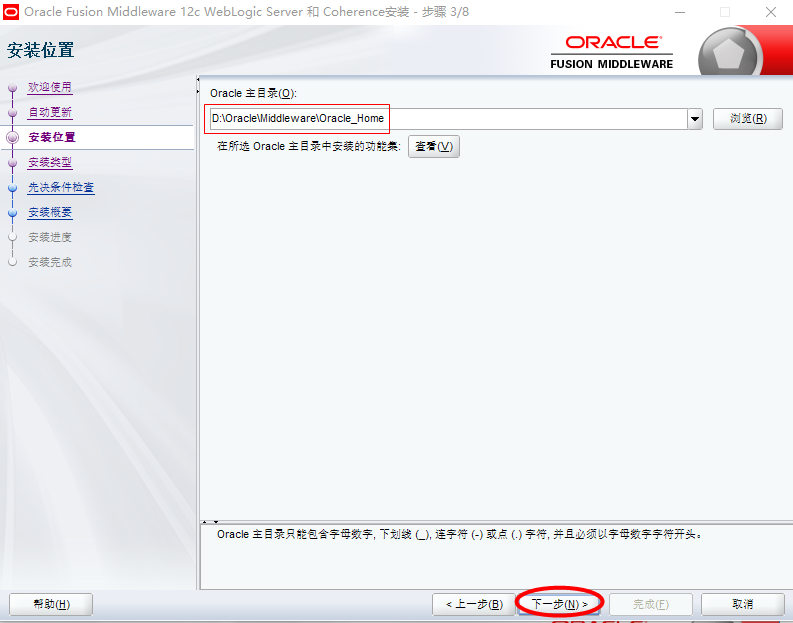 Oracle Fusion Middleware 12c WebLogic Server 和 Coherence安装 - 步骤 3/8
安装位置
ORACLE
FUSION MIDDLEWARE
欢迎使用
自动更新
安装位置
安装类型
先决条件检查
安装概要
安装进度
安装完成
Oracle 主目录(O):
D:\Oracle\Middleware\Oracle_Home
浏览(R)
在所选 Oracle 主目录中安装的功能集: 查看(V)
Oracle 主目录只能包含字母数字, 下划线 (_), 连字符 (-) 或点 (.) 字符, 并且必须以字母数字字符开头。
帮助(H)
< 上一步(B)
下一步(N) >
完成(F)
取消